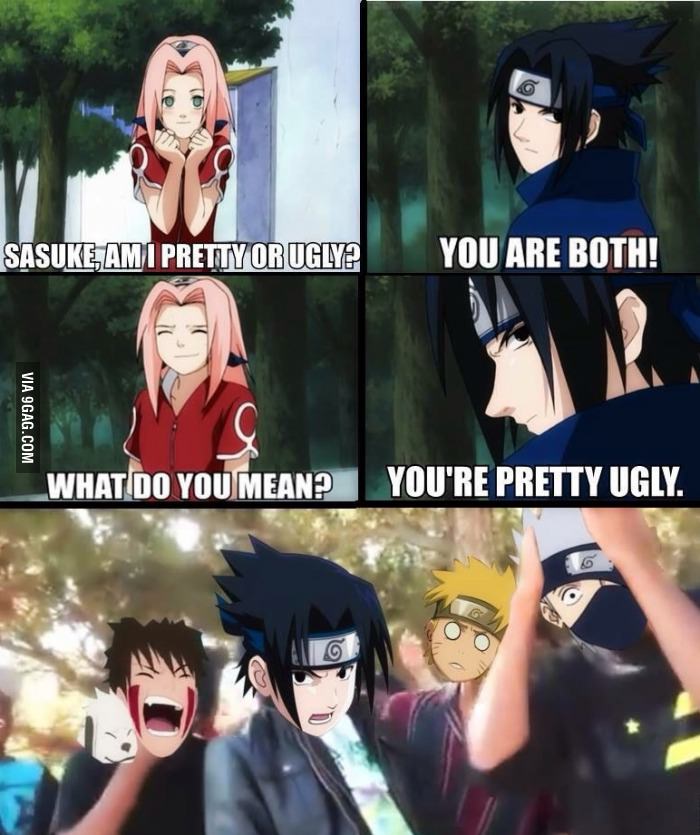 SASUKE, AM I PRETTY OR UGLY?
YOU ARE BOTH!
WHAT DO YOU MEAN?
YOU'RE PRETTY UGLY.
VIA 9GAG.COM